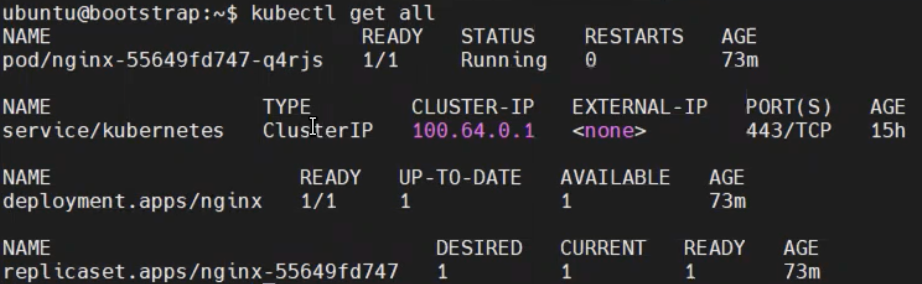 ubuntu@bootstrap:~$ kubectl get all
NAME READY STATUS RESTARTS AGE
pod/nginx-55649fd747-q4rjs 1/1 Running 0 73m
NAME TYPE CLUSTER-IP EXTERNAL-IP PORT(S) AGE
service/kubernetes ClusterIP 100.64.0.1 <none> 443/TCP 15h
NAME READY UP-TO-DATE AVAILABLE AGE
deployment.apps/nginx 1/1 1 1 73m
NAME DESIRED CURRENT READY AGE
replicaset.apps/nginx-55649fd747 1 1 1 73m